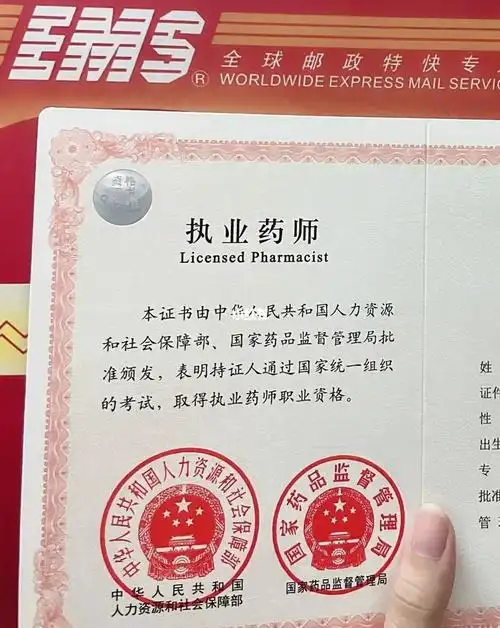 EMS
®
全球邮政特快专
WORLDWIDE EXPRESS MAIL SERVIC
执业药师
Licensed Pharmacist
本证书由中华人民共和国人力资源
和社会保障部、国家药品监督管理局批
准颁发，表明持证人通过国家统一组织
的考试，取得执业药师职业资格。
姓
证件
性
出生
专
批准
管理
中华人民共和国人力资源和社会保障部
国家药品监督管理局
中华人民共和国
人力资源和社会保障部
国家药品监督管理局